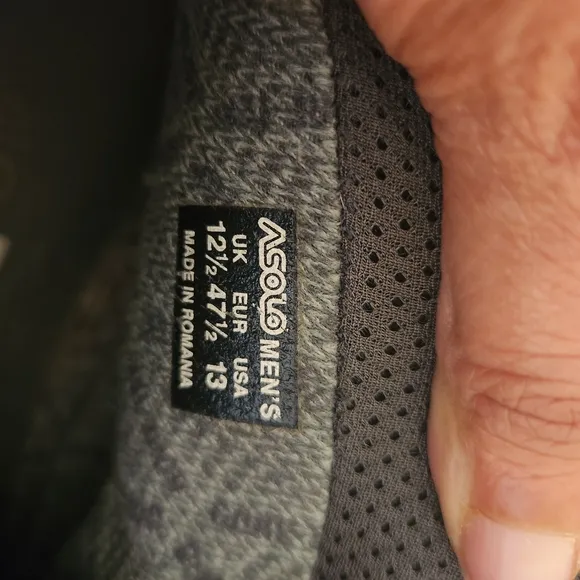 ASOLO MEN'S
UK EUR USA
12½ 47½ 13
MADE IN ROMANIA